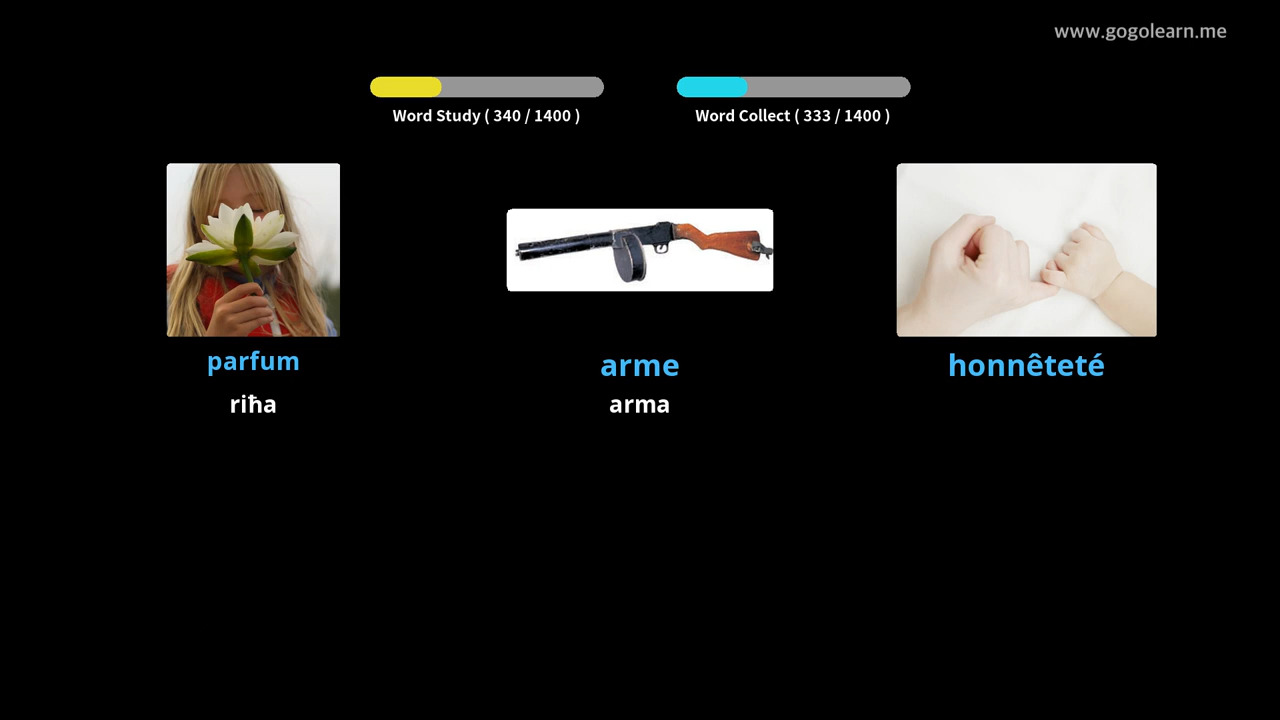 www.gogolearn.me
Word Study ( 340 / 1400 )
Word Collect ( 333 / 1400 )
parfum
arme
honnêteté
riħa
arma